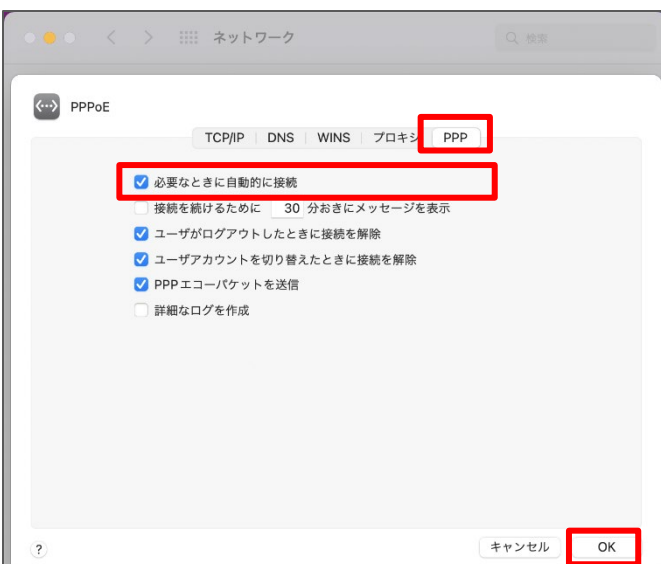 ネットワーク
検索
PPPoE
TCP/IP DNS WINS プロキシ PPP
必要なときに自動的に接続
接続を続けるために 30 分おきにメッセージを表示
ユーザがログアウトしたときに接続を解除
ユーザアカウントを切り替えたときに接続を解除
PPPエコーパケットを送信
詳細なログを作成
? キャンセル OK